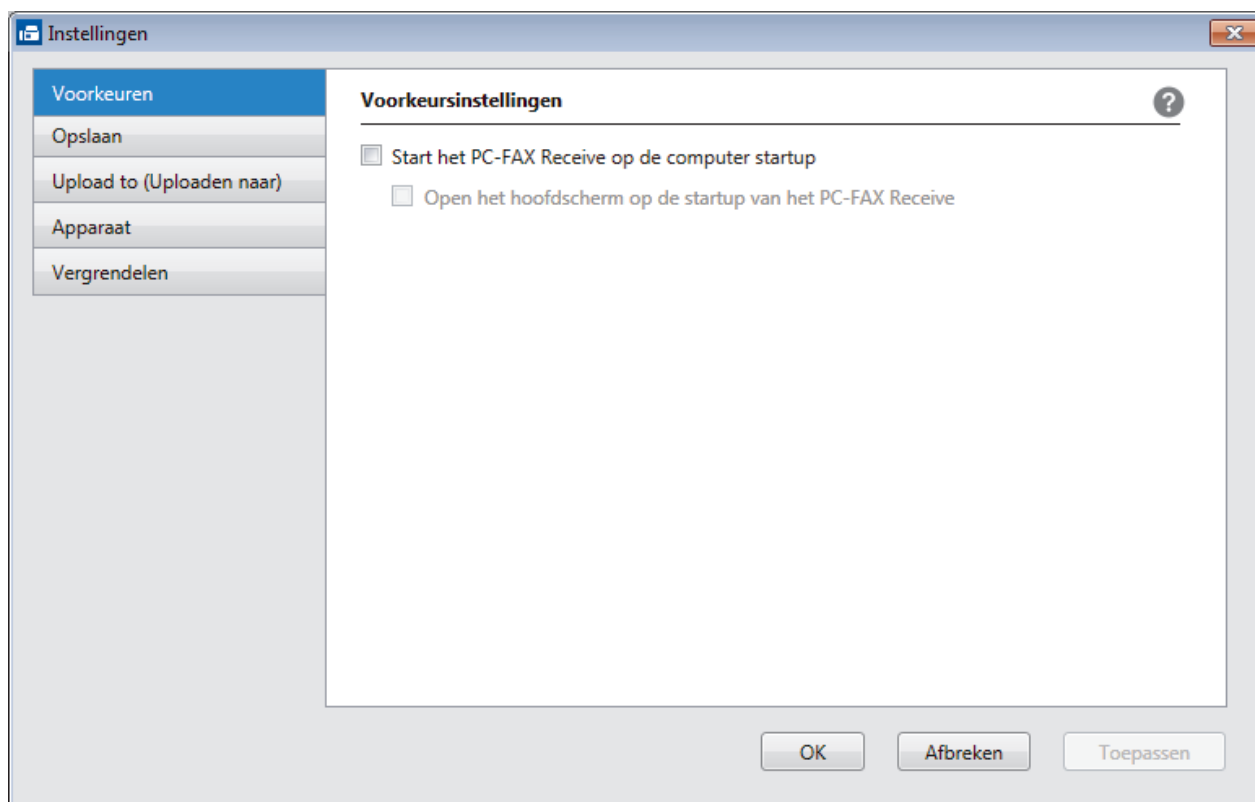 Instellingen
Voorkeuren
Opslaan
Upload to (Uploaden naar)
Apparaat
Vergrendelen
Voorkeursinstellingen
?
Start het PC-FAX Receive op de computer startup
Open het hoofdscherm op de startup van het PC-FAX Receive
OK
Afbreken
Toepassen